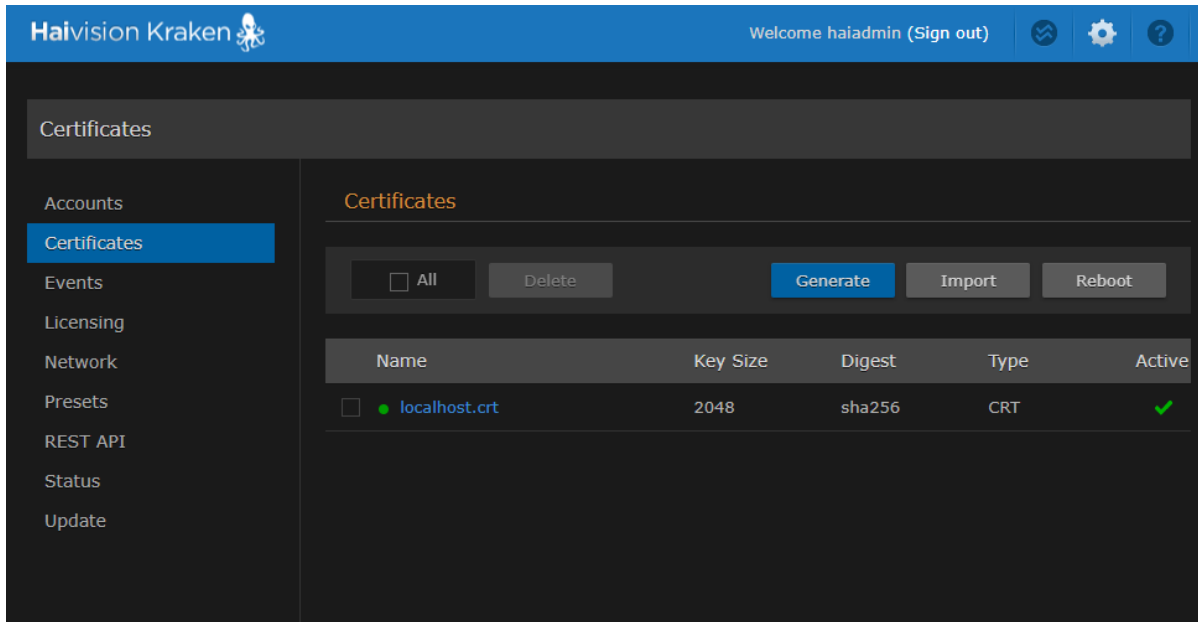 Haivision Kraken Welcome haiadmin (Sign out) ?
Certificates
Accounts
Certificates
Events
Licensing
Network
Presets
REST API
Status
Update
Certificates
All Delete Generate Import Reboot
Name Key Size Digest Type Active
localhost.crt 2048 sha256 CRT